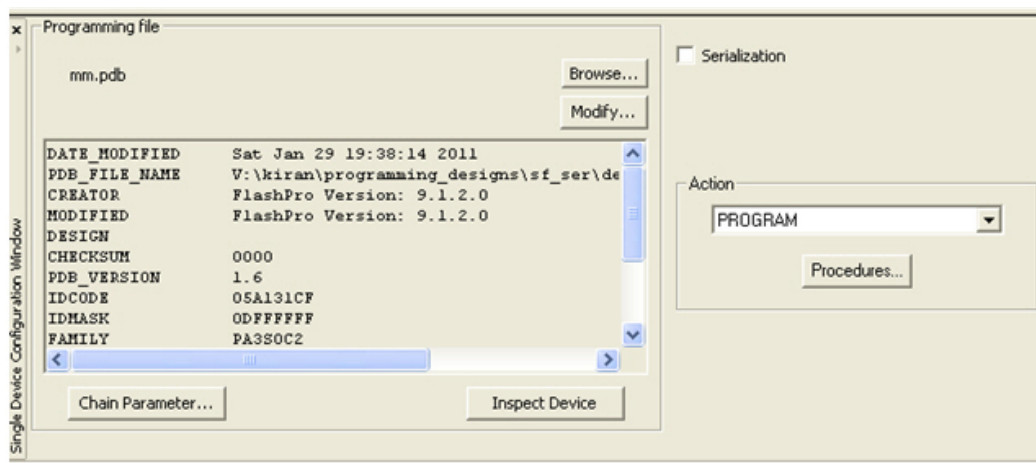 Programming file
mm.pdb
Browse...
Modify...
DATE_MODIFIED Sat Jan 29 19:38:14 2011
PDB_FILE_NAME V:\kiran\programming_designs\sf_ser\de
CREATOR FlashPro Version: 9.1.2.0
MODIFIED FlashPro Version: 9.1.2.0
DESIGN
CHECKSUM 0000
PDB_VERSION 1.6
IDCODE 05A131CF
IDMASK 0DFFFFFF
FAMILY PA3SOC2
Chain Parameter...
Inspect Device
Serialization
Action
PROGRAM
Procedures...
Single Device Configuration Window